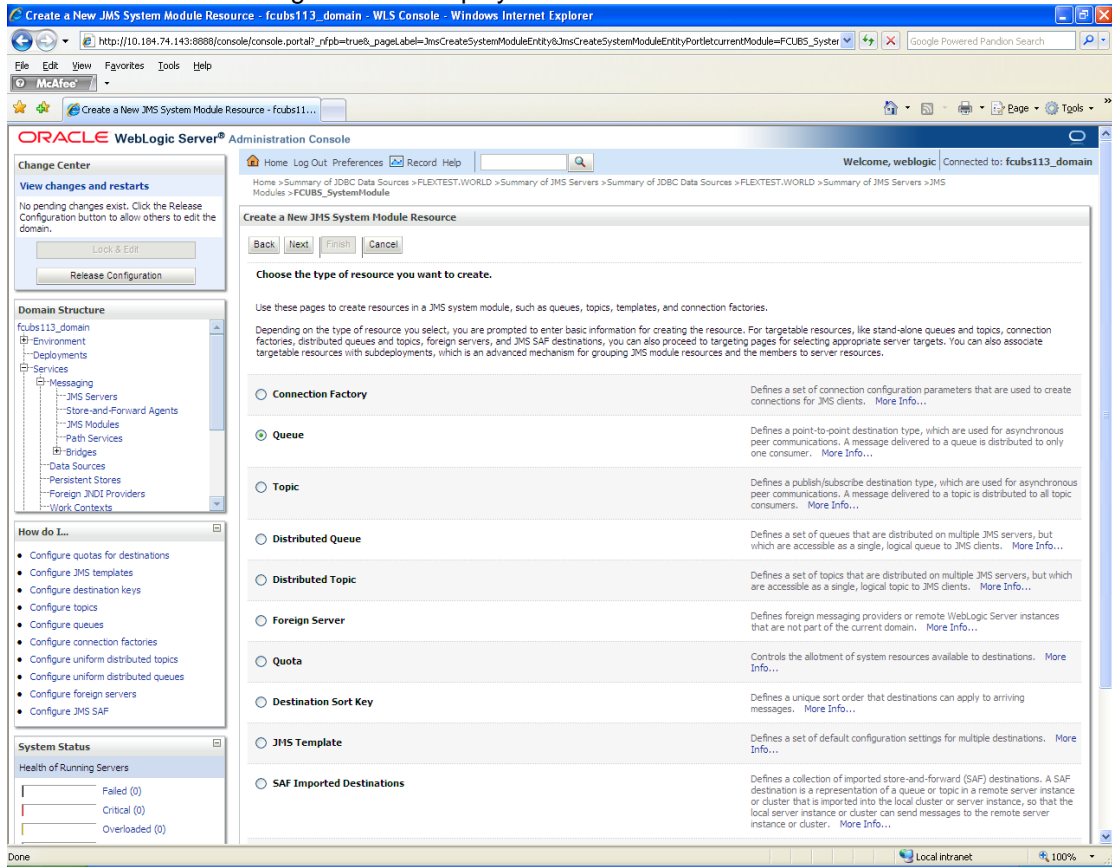 Create a New JMS System Module Resource - fcubs113_domain - WLS Console - Windows Internet Explorer
http://10.184.74.143:8888/console/console.portal?_nfpb=true&_pageLabel=JmsCreateSystemModuleEntity&JmsCreateSystemModuleEntityPortletcurrentModule=FCUBS_Syster
Google Powered Pandion Search
File Edit View Favorites Tools Help
McAfee
Create a New JMS System Module Resource - fcubs11...
Page Tools
ORACLE WebLogic Server® Administration Console
Change Center
View changes and restarts
No pending changes exist. Click the Release
Configuration button to allow others to edit the
domain.
Lock & Edit
Release Configuration
Domain Structure
fcubs113_domain
Environment
Deployments
Services
Messaging
JMS Servers
Store-and-Forward Agents
JMS Modules
Path Services
Bridges
Data Sources
Persistent Stores
Foreign JNDI Providers
Work Contexts
How do I...
Configure quotas for destinations
Configure JMS templates
Configure destination keys
Configure topics
Configure queues
Configure connection factories
Configure uniform distributed topics
Configure uniform distributed queues
Configure foreign servers
Configure JMS SAF
System Status
Health of Running Servers
Failed (0)
Critical (0)
Overloaded (0)
Home Log Out Preferences Record Help
Welcome, weblogic Connected to: fcubs113_domain
Home >Summary of JDBC Data Sources >FLEXTEST.WORLD >Summary of JMS Servers >Summary of JDBC Data Sources >FLEXTEST.WORLD >Summary of JMS Servers >JMS
Modules >FCUBS_SystemModule
Create a New JMS System Module Resource
Back Next Finish Cancel
Choose the type of resource you want to create.
Use these pages to create resources in a JMS system module, such as queues, topics, templates, and connection factories.
Depending on the type of resource you select, you are prompted to enter basic information for creating the resource. For targetable resources, like stand-alone queues and topics, connection
factories, distributed queues and topics, foreign servers, and JMS SAF destinations, you can also proceed to targeting pages for selecting appropriate server targets. You can also associate
targetable resources with subdeployments, which is an advanced mechanism for grouping JMS module resources and the members to server resources.
Connection Factory
Defines a set of connection configuration parameters that are used to create
connections for JMS clients. More Info...
Queue
Defines a point-to-point destination type, which are used for asynchronous
peer communications. A message delivered to a queue is distributed to only
one consumer. More Info...
Topic
Defines a publish/subscribe destination type, which are used for asynchronous
peer communications. A message delivered to a topic is distributed to all topic
consumers. More Info...
Distributed Queue
Defines a set of queues that are distributed on multiple JMS servers, but
which are accessible as a single, logical queue to JMS clients. More Info...
Distributed Topic
Defines a set of topics that are distributed on multiple JMS servers, but which
are accessible as a single, logical topic to JMS clients. More Info...
Foreign Server
Defines foreign messaging providers or remote WebLogic Server instances
that are not part of the current domain. More Info...
Quota
Controls the allotment of system resources available to destinations. More
Info...
Destination Sort Key
Defines a unique sort order that destinations can apply to arriving
messages. More Info...
JMS Template
Defines a set of default configuration settings for multiple destinations. More
Info...
SAF Imported Destinations
Defines a collection of imported store-and-forward (SAF) destinations. A SAF
destination is a representation of a queue or topic in a remote server instance
or cluster that is imported into the local cluster or server instance, so that the
local server instance or cluster can send messages to the remote server
instance or cluster. More Info...
Done
Local intranet
100%